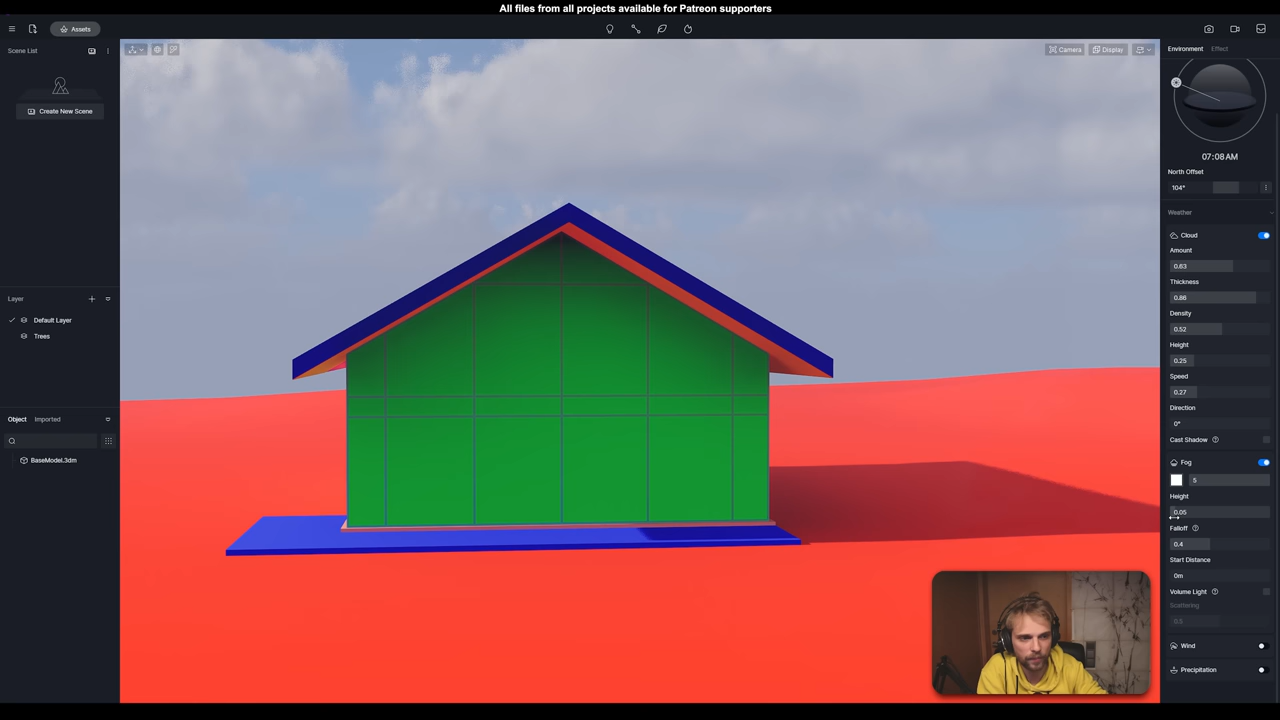 All files from all projects available for Patreon supporters
Assets
Scene List
Create New Scene
Layer
Default Layer
Trees
Object Imported
BaseModel.3dm
Camera Display
Environment Effect
07:08 AM
North Offset
104°
Weather
Cloud
Amount
0.63
Thickness
0.86
Density
0.52
Height
0.25
Speed
0.27
Direction
0°
Cast Shadow
Fog
5
Height
0.05
Falloff
0.4
Start Distance
0m
Volume Light
Scattering
0.5
Wind
Precipitation